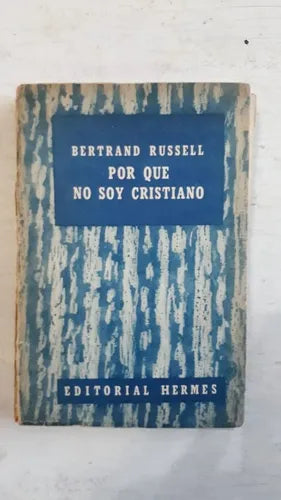 BERTRAND RUSSELL
POR QUE
NO SOY CRISTIANO
EDITORIAL HERMES